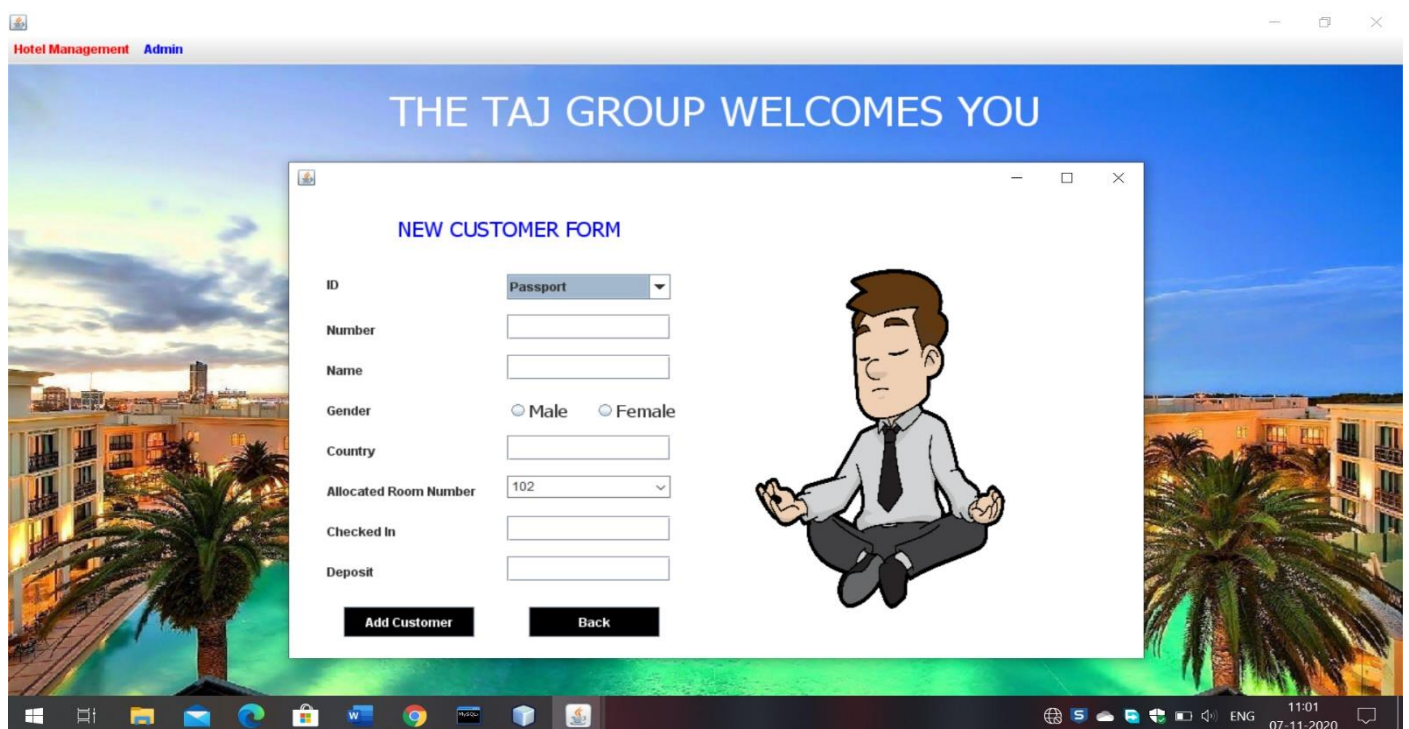 Hotel Management Admin
THE TAJ GROUP WELCOMES YOU
NEW CUSTOMER FORM
ID Passport
Number
Name
Gender Male Female
Country
Allocated Room Number 102
Checked In
Deposit
Add Customer Back
ENG 11:01
07-11-2020